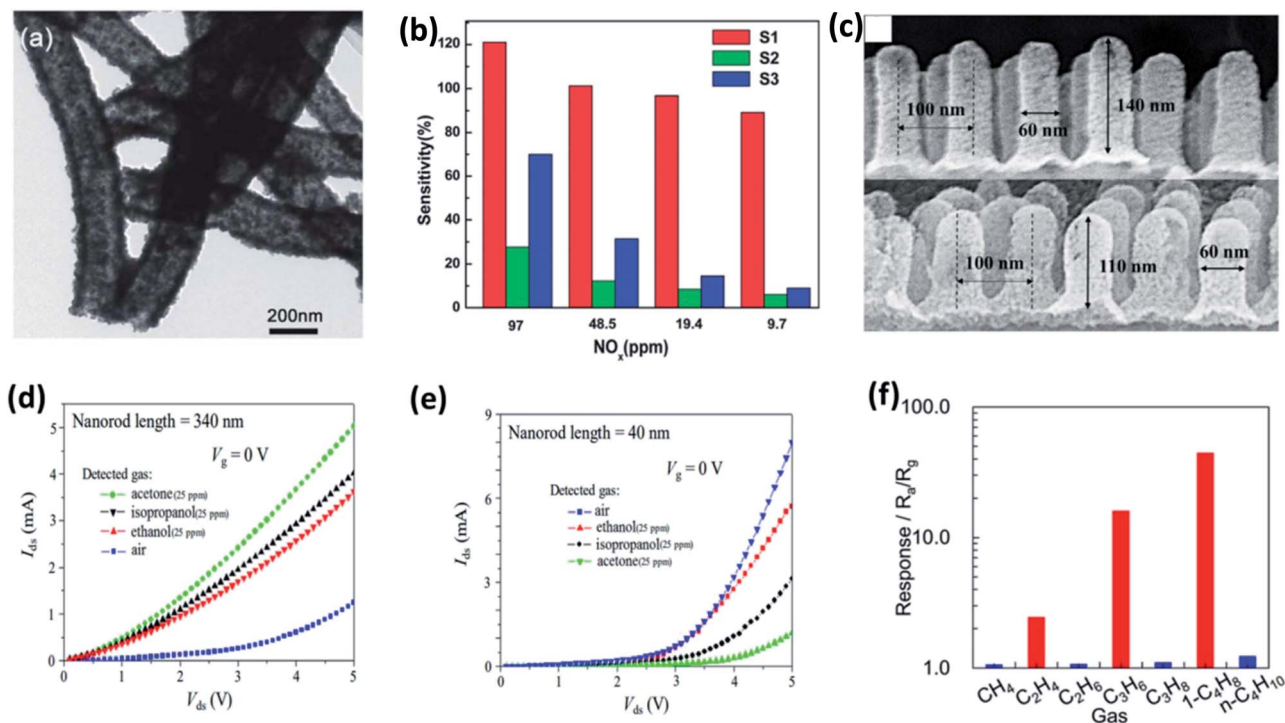 (a)
200nm
(b)
S1
S2
S3
120
100
80
60
40
20
0
Sensitivity(%)
97 48.5 19.4 9.7
NOx(ppm)
(c)
100 nm
60 nm
140 nm
100 nm
110 nm
60 nm
(d)
Nanorod length = 340 nm
Vg = 0 V
Detected gas:
acetone(25 ppm)
isopropanol(25 ppm)
ethanol(25 ppm)
air
5
4
3
2
1
0
Ids (mA)
0 1 2 3 4 5
Vds (V)
(e)
Nanorod length = 40 nm
Vg = 0 V
Detected gas:
air
ethanol(25 ppm)
isopropanol(25 ppm)
acetone(25 ppm)
9
6
3
0
Ids (mA)
0 1 2 3 4 5
Vds (V)
(f)
100.0
10.0
1.0
Response / Ra/Rg
CH4 C2H4 C2H6 C3H6 C3H8 1-C4H8 n-C4H10
Gas